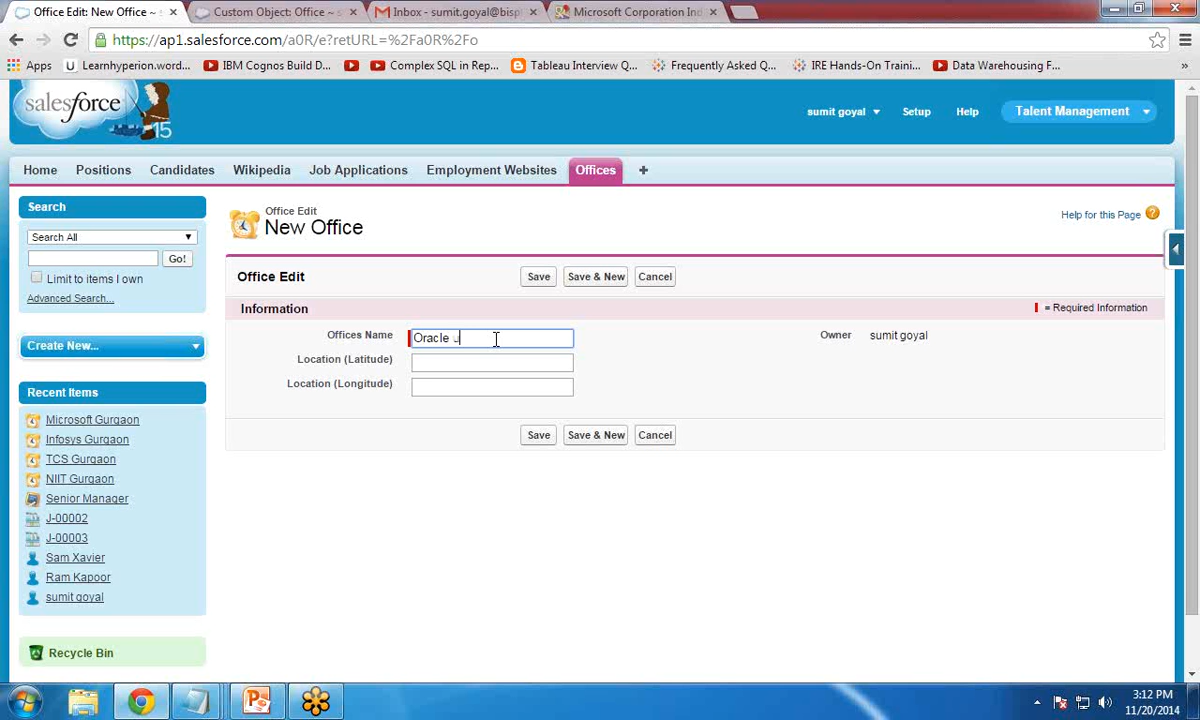 Office Edit: New Office ~
Custom Object: Office ~ s
Inbox - sumit.goyal@bisp
Microsoft Corporation Ind
https://ap1.salesforce.com/a0R/e?retURL=%2Fa0R%2Fo
Apps
Learnhyperion.word...
IBM Cognos Build D...
Complex SQL in Rep...
Tableau Interview Q...
Frequently Asked Q...
IRE Hands-On Traini...
Data Warehousing F...
»
salesforce
15
sumit goyal
Setup
Help
Talent Management
Home
Positions
Candidates
Wikipedia
Job Applications
Employment Websites
Offices
+
Search
Search All
Go!
Limit to items I own
Advanced Search...
Create New...
Recent Items
Microsoft Gurgaon
Infosys Gurgaon
TCS Gurgaon
NIIT Gurgaon
Senior Manager
J-00002
J-00003
Sam Xavier
Ram Kapoor
sumit goyal
Recycle Bin
Office Edit
New Office
Help for this Page
Office Edit
Save
Save & New
Cancel
Information
= Required Information
Offices Name
Oracle
Owner
sumit goyal
Location (Latitude)
Location (Longitude)
Save
Save & New
Cancel
3:12 PM
11/20/2014